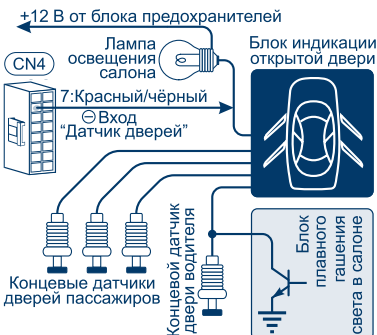 +12 В от блока предохранителей
Лампа
освещения
салона
Блок индикации
открытой двери
CN4
7:Красный/чёрный
⊖ Вход
“Датчик дверей”
Концевые датчики
дверей пассажиров
Концевой датчик
двери водителя
Блок
плавного
гашения
света в салоне